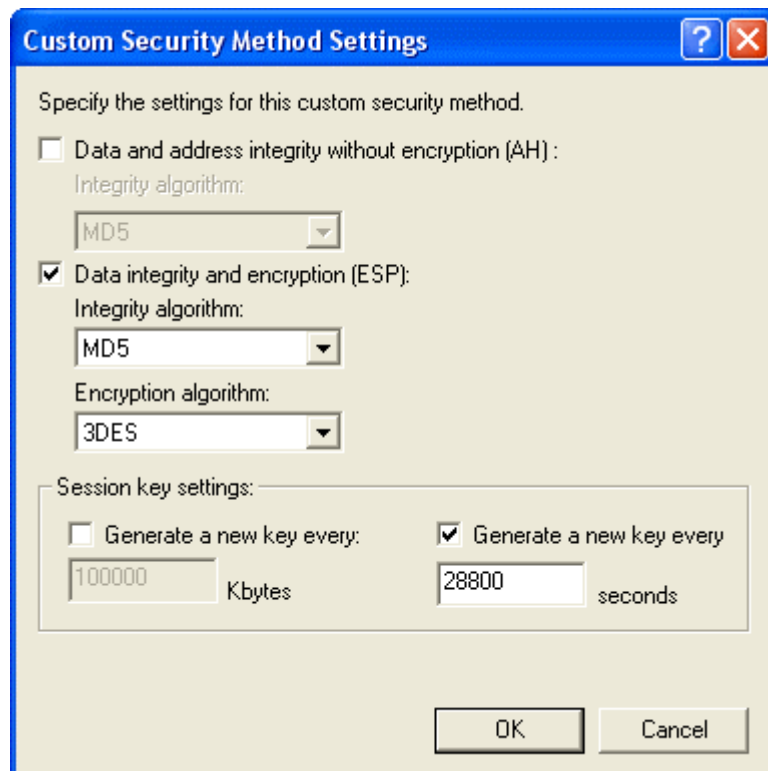 Custom Security Method Settings
Specify the settings for this custom security method.
Data and address integrity without encryption (AH) :
Integrity algorithm:
MD5
Data integrity and encryption (ESP):
Integrity algorithm:
MD5
Encryption algorithm:
3DES
Session key settings:
Generate a new key every:
100000
Kbytes
Generate a new key every
28800
seconds
OK
Cancel